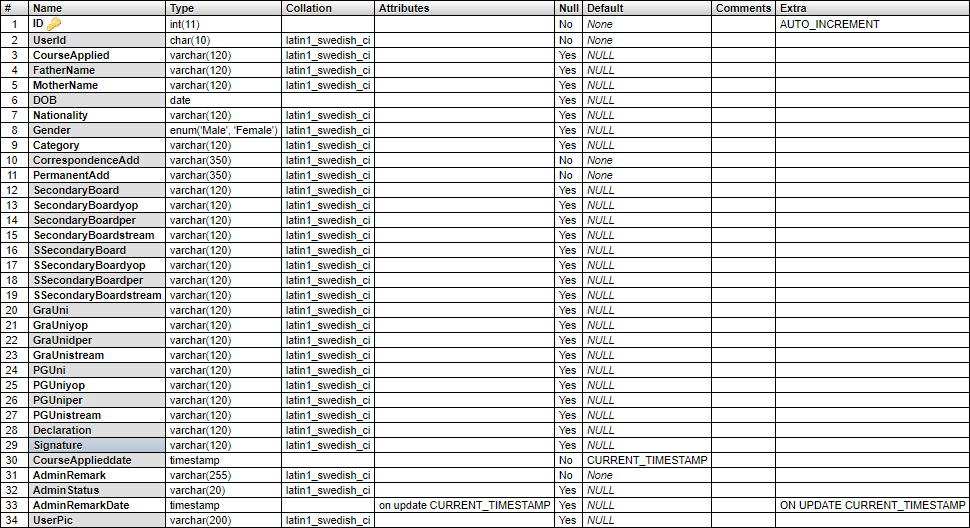 # Name Type Collation Attributes Null Default Comments Extra
1 ID int(11) No None AUTO_INCREMENT
2 UserId char(10) latin1_swedish_ci No None
3 CourseApplied varchar(120) latin1_swedish_ci Yes NULL
4 FatherName varchar(120) latin1_swedish_ci Yes NULL
5 MotherName varchar(120) latin1_swedish_ci Yes NULL
6 DOB date Yes NULL
7 Nationality varchar(120) latin1_swedish_ci Yes NULL
8 Gender enum('Male', 'Female') latin1_swedish_ci Yes NULL
9 Category varchar(120) latin1_swedish_ci Yes NULL
10 CorrespondenceAdd varchar(350) latin1_swedish_ci No None
11 PermanentAdd varchar(350) latin1_swedish_ci No None
12 SecondaryBoard varchar(120) latin1_swedish_ci Yes NULL
13 SecondaryBoardyop varchar(120) latin1_swedish_ci Yes NULL
14 SecondaryBoardper varchar(120) latin1_swedish_ci Yes NULL
15 SecondaryBoardstream varchar(120) latin1_swedish_ci Yes NULL
16 SSecondaryBoard varchar(120) latin1_swedish_ci Yes NULL
17 SSecondaryBoardyop varchar(120) latin1_swedish_ci Yes NULL
18 SSecondaryBoardper varchar(120) latin1_swedish_ci Yes NULL
19 SSecondaryBoardstream varchar(120) latin1_swedish_ci Yes NULL
20 GraUni varchar(120) latin1_swedish_ci Yes NULL
21 GraUniyop varchar(120) latin1_swedish_ci Yes NULL
22 GraUnidper varchar(120) latin1_swedish_ci Yes NULL
23 GraUnistream varchar(120) latin1_swedish_ci Yes NULL
24 PGUni varchar(120) latin1_swedish_ci Yes NULL
25 PGUniyop varchar(120) latin1_swedish_ci Yes NULL
26 PGUniper varchar(120) latin1_swedish_ci Yes NULL
27 PGUnistream varchar(120) latin1_swedish_ci Yes NULL
28 Declaration varchar(120) latin1_swedish_ci Yes NULL
29 Signature varchar(120) latin1_swedish_ci Yes NULL
30 CourseApplieddate timestamp No CURRENT_TIMESTAMP
31 AdminRemark varchar(255) latin1_swedish_ci No None
32 AdminStatus varchar(20) latin1_swedish_ci Yes NULL
33 AdminRemarkDate timestamp on update CURRENT_TIMESTAMP Yes NULL ON UPDATE CURRENT_TIMESTAMP
34 UserPic varchar(200) latin1_swedish_ci Yes NULL